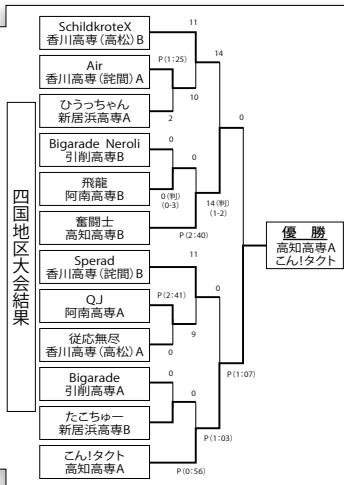 四国地区大会結果
SchildkroteX
香川高専(高松)B
Air
香川高専(詫間)A
ひうっちゃん
新居浜高専A
Bigarade Neroli
弓削高専B
飛龍
阿南高専B
奮闘士
高知高専B
Sperad
香川高専(詫間)B
Q.J
阿南高専A
従応無尽
香川高専(高松)A
Bigarade
弓削高専A
たこちゅー
新居浜高専B
こん!タクト
高知高専A
11
P(1:25)
10
2
14
0
0
0(判)
(0-3)
0
P(2:40)
14(判)
(1-2)
0
11
P(2:41)
9
0
0
0
0
P(0:56)
P(1:03)
P(1:07)
優 勝
高知高専A
こん!タクト